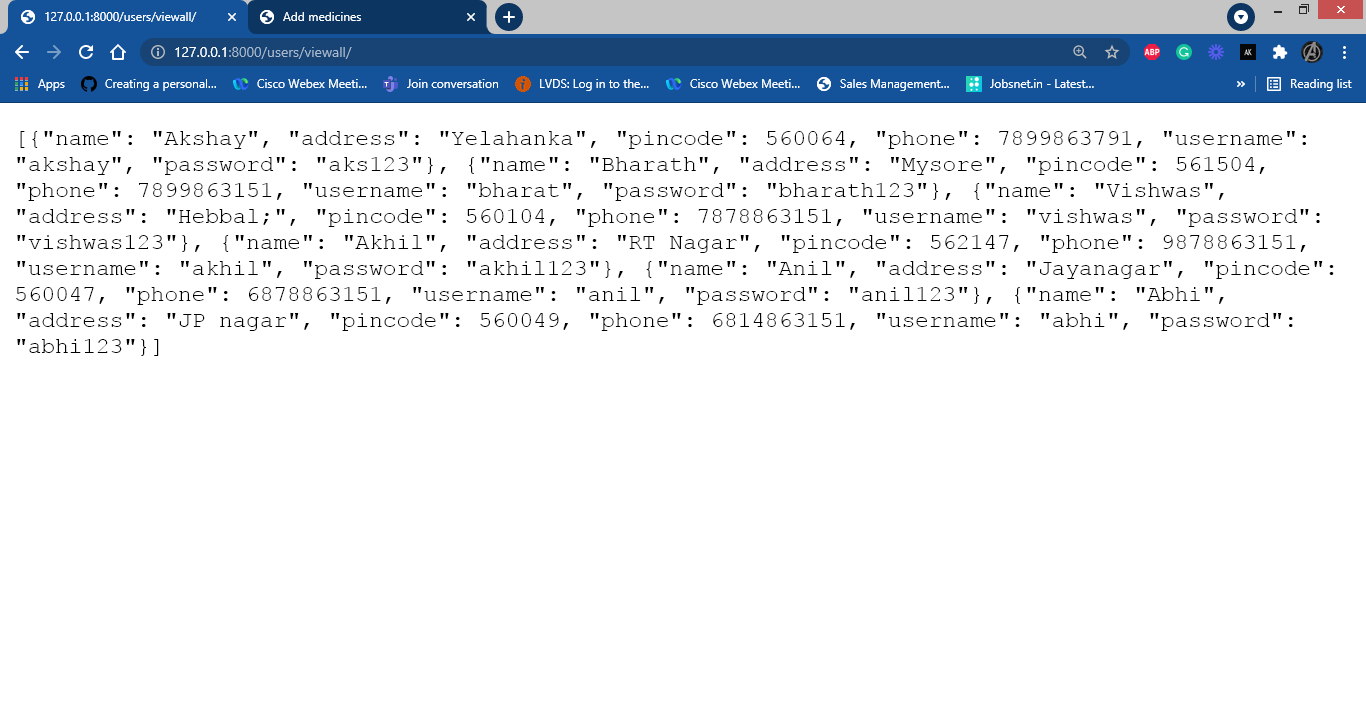 127.0.0.1:8000/users/viewall/
Add medicines
127.0.0.1:8000/users/viewall/
ABP
AK
Apps
Creating a personal...
Cisco Webex Meeti...
Join conversation
LVDS: Log in to the...
Cisco Webex Meeti...
Sales Management...
Jobsnet.in - Latest...
»
Reading list
[{"name": "Akshay", "address": "Yelahanka", "pincode": 560064, "phone": 7899863791, "username":
"akshay", "password": "aks123"}, {"name": "Bharath", "address": "Mysore", "pincode": 561504,
"phone": 7899863151, "username": "bharat", "password": "bharath123"}, {"name": "Vishwas",
"address": "Hebbal;", "pincode": 560104, "phone": 7878863151, "username": "vishwas", "password":
"vishwas123"}, {"name": "Akhil", "address": "RT Nagar", "pincode": 562147, "phone": 9878863151,
"username": "akhil", "password": "akhil123"}, {"name": "Anil", "address": "Jayanagar", "pincode":
560047, "phone": 6878863151, "username": "anil", "password": "anil123"}, {"name": "Abhi",
"address": "JP nagar", "pincode": 560049, "phone": 6814863151, "username": "abhi", "password":
"abhi123"}]